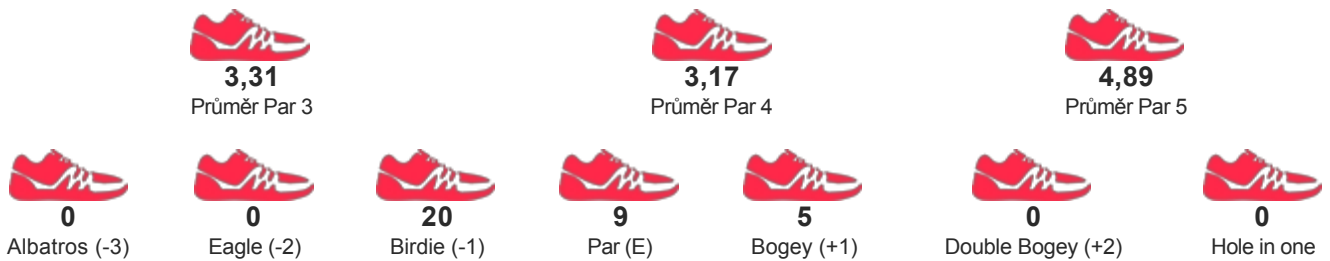 3,31 3,17 4,89
Průměr Par 3 Průměr Par 4 Průměr Par 5
0 0 20 9 5 0 0
Albatros (-3) Eagle (-2) Birdie (-1) Par (E) Bogey (+1) Double Bogey (+2) Hole in one